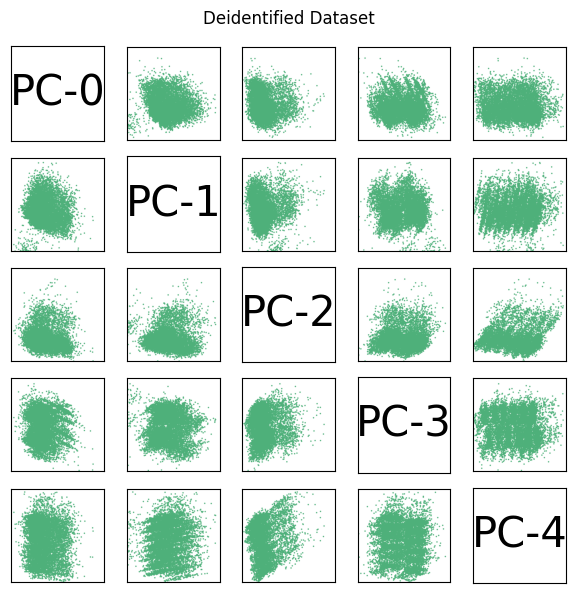 Deidentified Dataset
PC-0
PC-1
PC-2
PC-3
PC-4